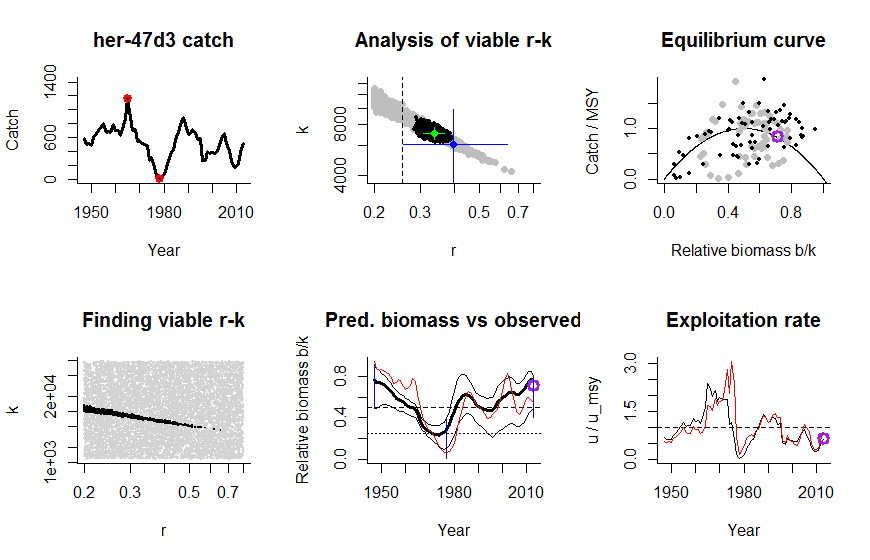 her-47d3 catch
Catch
1400
600
0
1950
1980
2010
Year
Analysis of viable r-k
k
8000
4000
0.2
0.3
0.5
0.7
r
Equilibrium curve
Catch / MSY
1.0
0.0
0.0
0.4
0.8
Relative biomass b/k
Finding viable r-k
k
2e+04
1e+03
0.2
0.3
0.5
0.7
r
Pred. biomass vs observed
Relative biomass b/k
0.8
0.4
0.0
1950
1980
2010
Year
Exploitation rate
u / u_msy
3.0
1.5
0.0
1950
1980
2010
Year